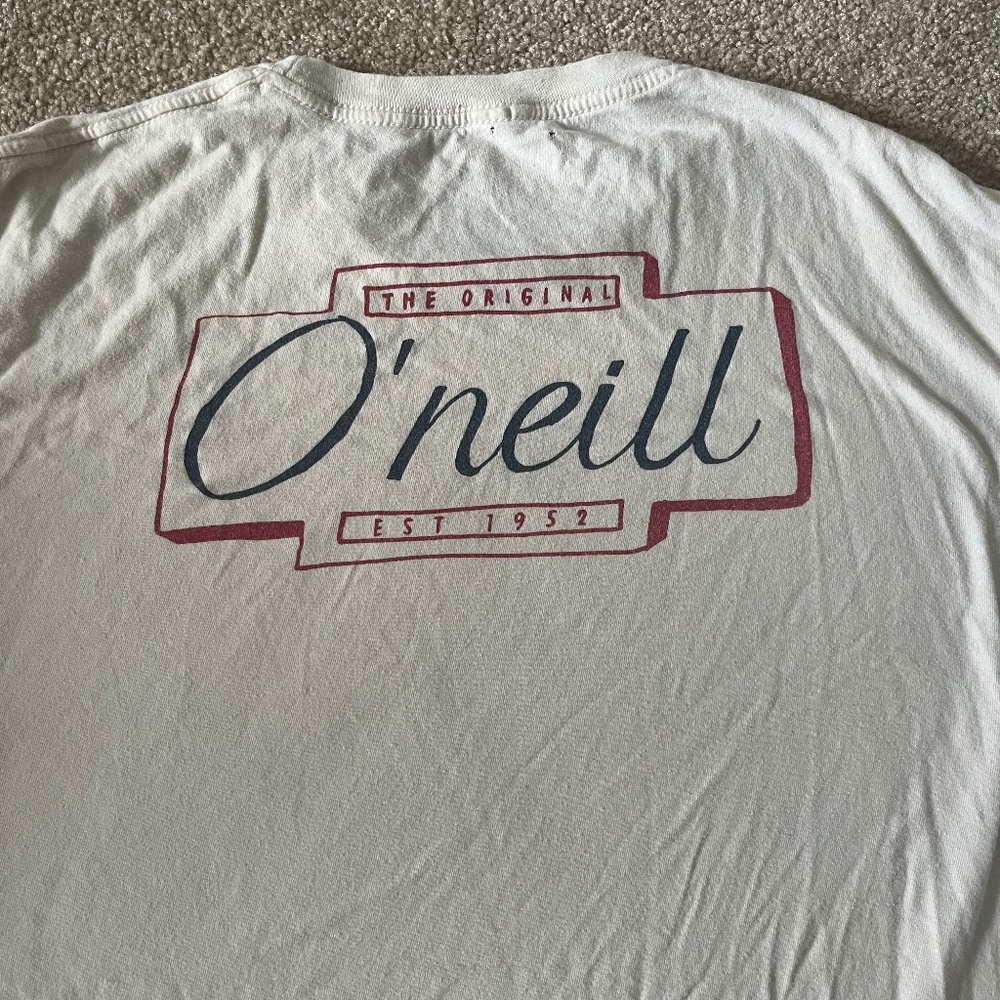 THE ORIGINAL
O'neill
EST 1952